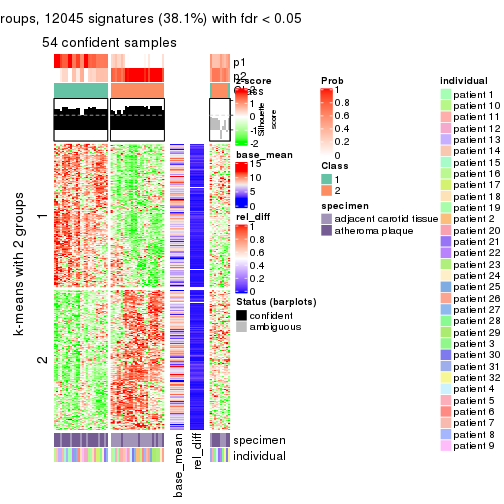 roups, 12045 signatures (38.1%) with fdr < 0.05
54 confident samples
p1
p2
Class
Silhouette
score
k-means with 2 groups
1
2
specimen
individual
base_mean
rel_diff
z-score
2
1
0
-1
-2
base_mean
15
10
5
0
rel_diff
1
0.8
0.6
0.4
0.2
0
Status (barplots)
confident
ambiguous
Prob
1
0.8
0.6
0.4
0.2
0
Class
1
2
specimen
adjacent carotid tissue
atheroma plaque
individual
patient 1
patient 10
patient 11
patient 12
patient 13
patient 14
patient 15
patient 16
patient 17
patient 18
patient 19
patient 2
patient 20
patient 21
patient 22
patient 23
patient 24
patient 25
patient 26
patient 27
patient 28
patient 29
patient 3
patient 30
patient 31
patient 32
patient 4
patient 5
patient 6
patient 7
patient 8
patient 9